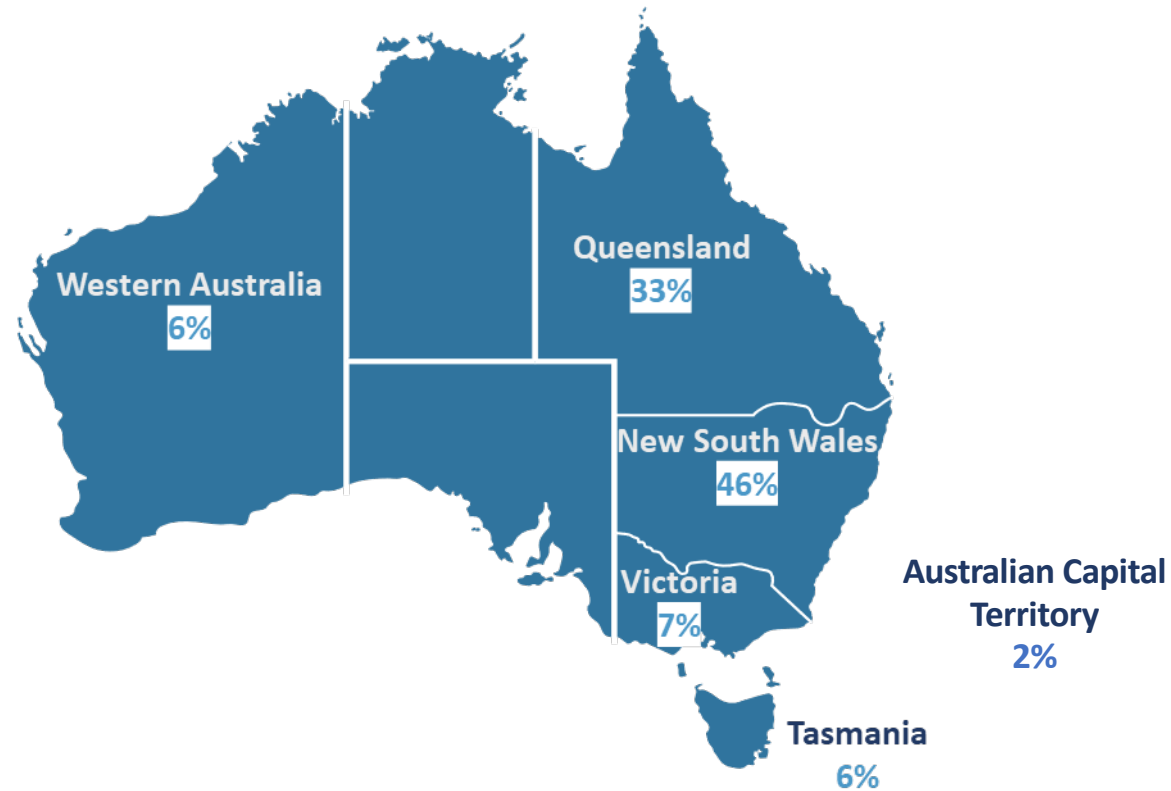 Queensland
33%
Western Australia
6%
New South Wales
46%
Victoria
7%
Australian Capital
Territory
2%
Tasmania
6%